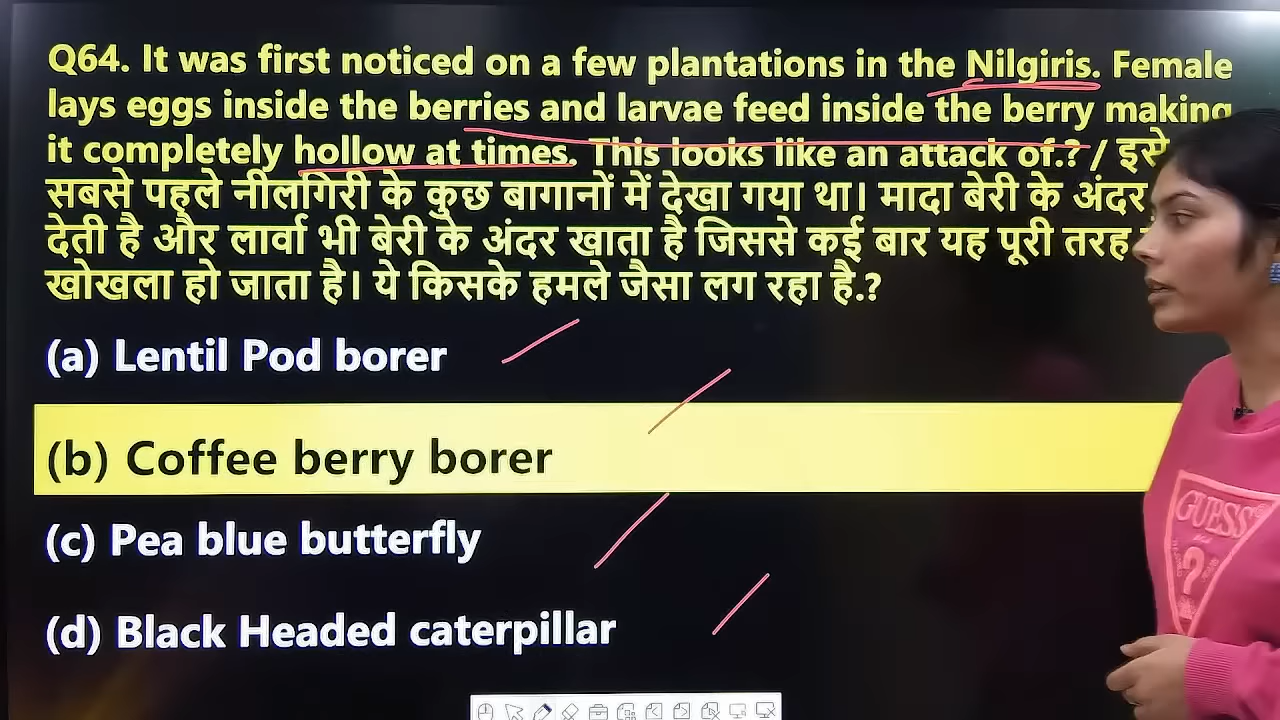 Q64. It was first noticed on a few plantations in the Nilgiris. Female
lays eggs inside the berries and larvae feed inside the berry making
it completely hollow at times. This looks like an attack of.? / इसे
सबसे पहले नीलगिरी के कुछ बागानों में देखा गया था। मादा बेरी के अंदर
देती है और लार्वा भी बेरी के अंदर खाता है जिससे कई बार यह पूरी तरह
खोखला हो जाता है। ये किसके हमले जैसा लग रहा है.?
(a) Lentil Pod borer
(b) Coffee berry borer
(c) Pea blue butterfly
(d) Black Headed caterpillar
GUESS
?